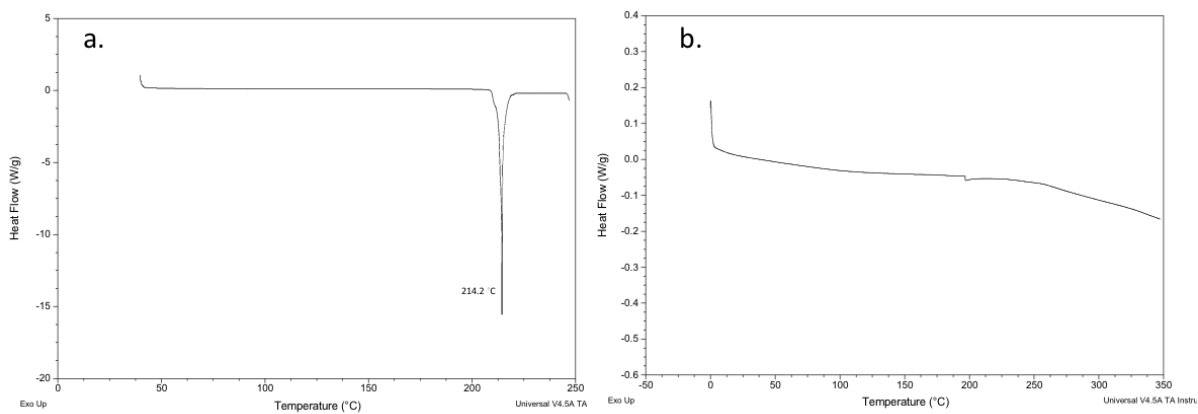 a.
5
0
-5
-10
-15
-20
Heat Flow (W/g)
214.2 °C
0
50
100
150
200
250
Exo Up
Temperature (°C)
Universal V4.5A TA
b.
0.4
0.3
0.2
0.1
0.0
-0.1
-0.2
-0.3
-0.4
-0.5
-0.6
Heat Flow (W/g)
-50
0
50
100
150
200
250
300
350
Exo Up
Temperature (°C)
Universal V4.5A TA Instru